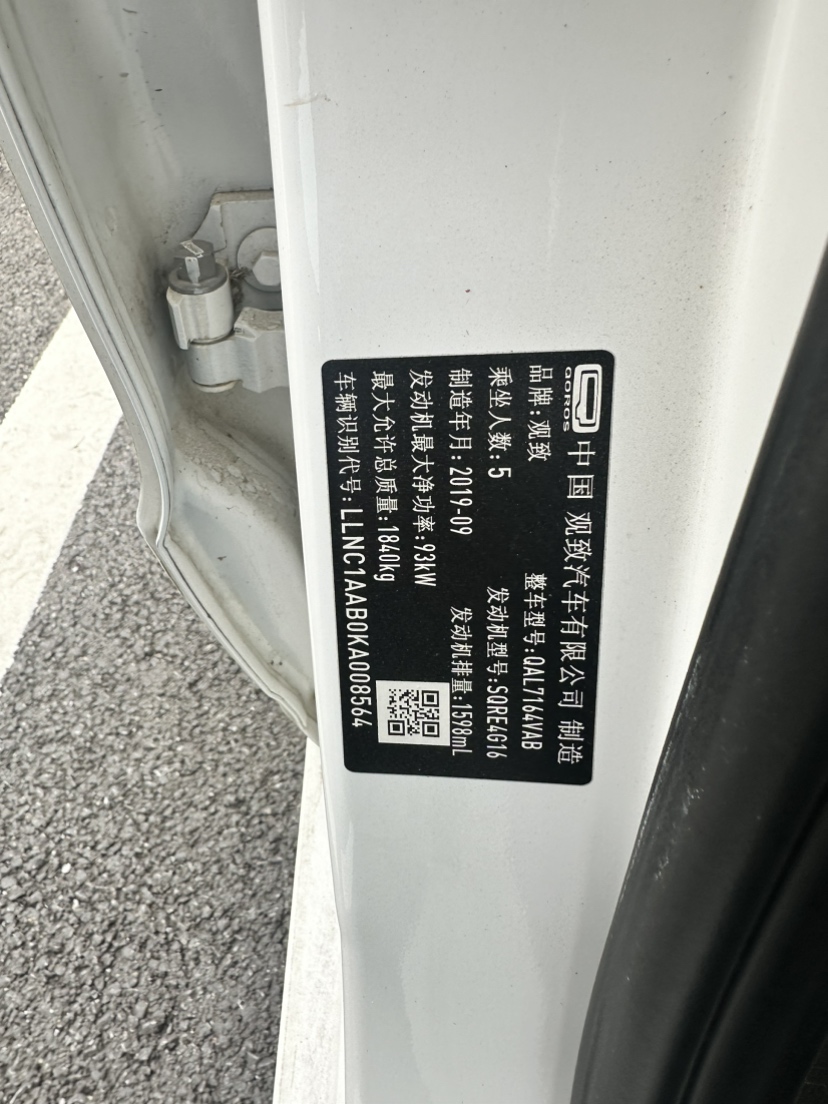 QOROS
中国 观致汽车有限公司 制造
品牌:观致 整车型号:QAL7164VAB
乘坐人数:5 发动机型号:SQRE4G16
制造年月:2019-09 发动机排量:1598mL
发动机最大净功率:93kW
最大允许总质量:1840kg
车辆识别代号:LLNC1AAB0KA008564